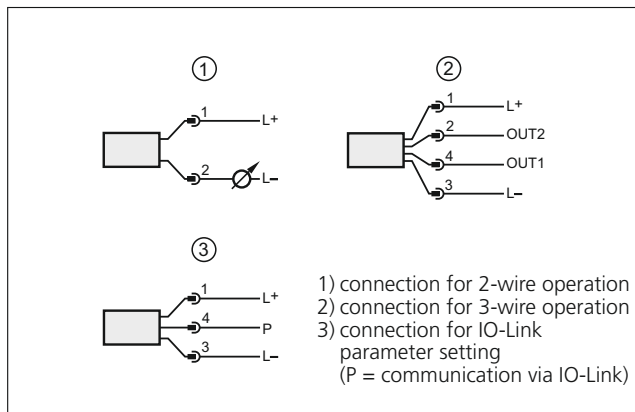 ①
1 L+
2 L–
②
1 L+
2 OUT2
4 OUT1
3 L–
③
1 L+
4 P
3 L–
1) connection for 2-wire operation
2) connection for 3-wire operation
3) connection for IO-Link
parameter setting
(P = communication via IO-Link)